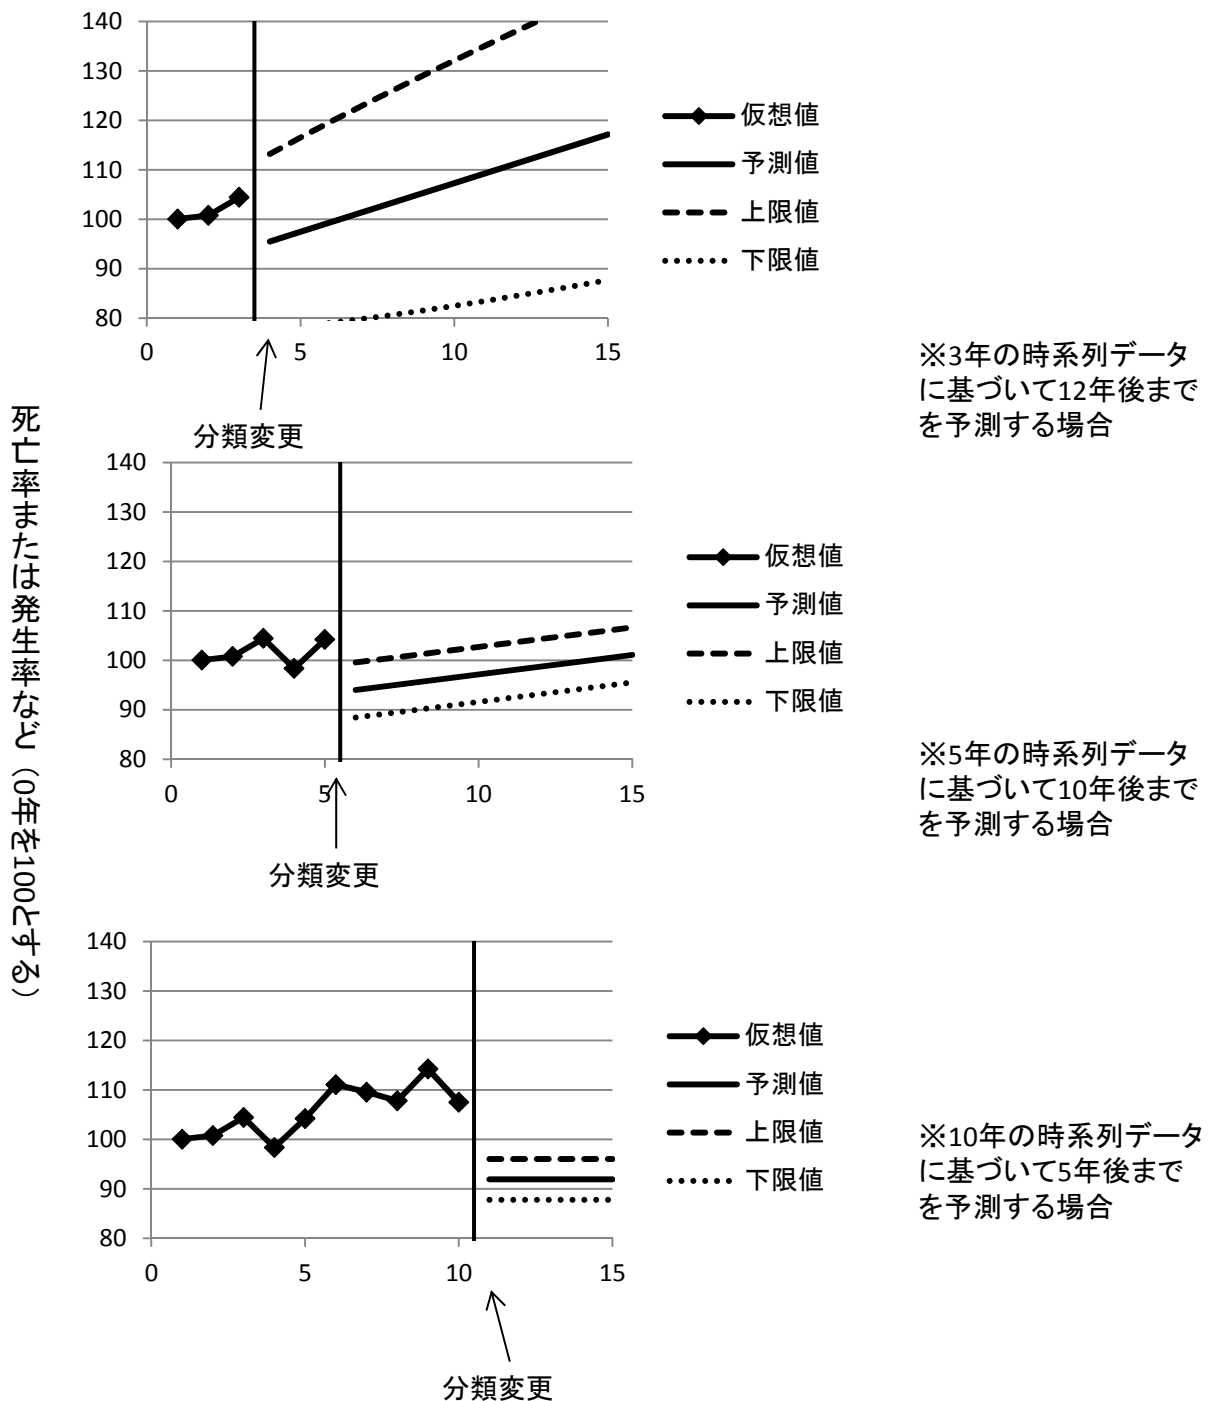 死亡率または発生率など（0年を100とする）
140
130
120
110
100
90
80
0
5
10
15
仮想値
予測値
上限値
下限値
※3年の時系列データ
に基づいて12年後まで
を予測する場合
分類変更
140
130
120
110
100
90
80
0
5
10
15
仮想値
予測値
上限値
下限値
※5年の時系列データ
に基づいて10年後まで
を予測する場合
分類変更
140
130
120
110
100
90
80
0
5
10
15
仮想値
予測値
上限値
下限値
※10年の時系列データ
に基づいて5年後まで
を予測する場合
分類変更